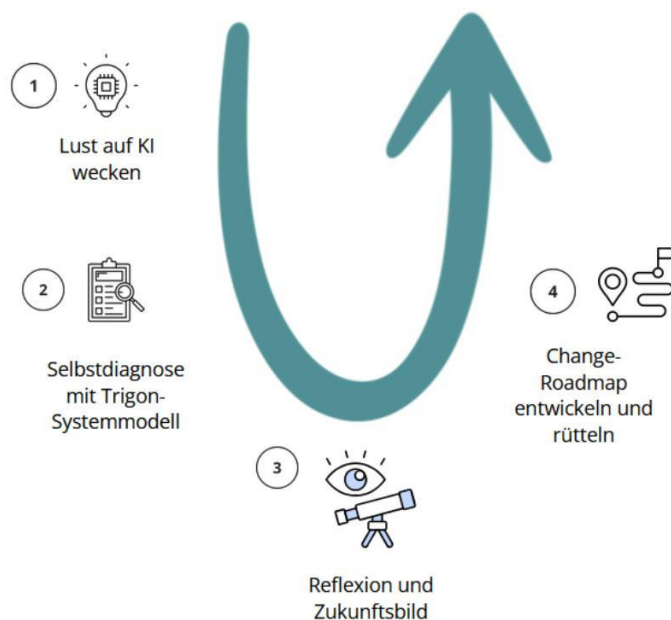 1
Lust auf KI
wecken
2
Selbstdiagnose
mit Trigon-
Systemmodell
3
Reflexion und
Zukunftsbild
4
Change-
Roadmap
entwickeln und
rütteln